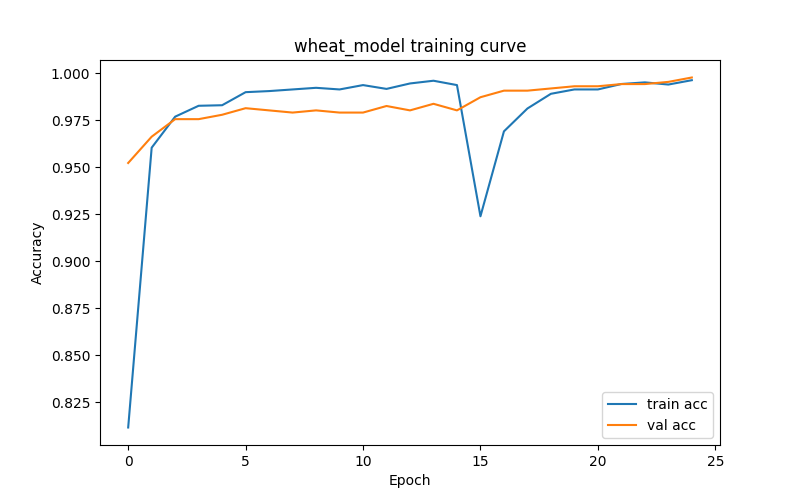 wheat_model training curve
1.000
0.975
0.950
0.925
0.900
0.875
0.850
0.825
Accuracy
train acc
val acc
0 5 10 15 20 25
Epoch